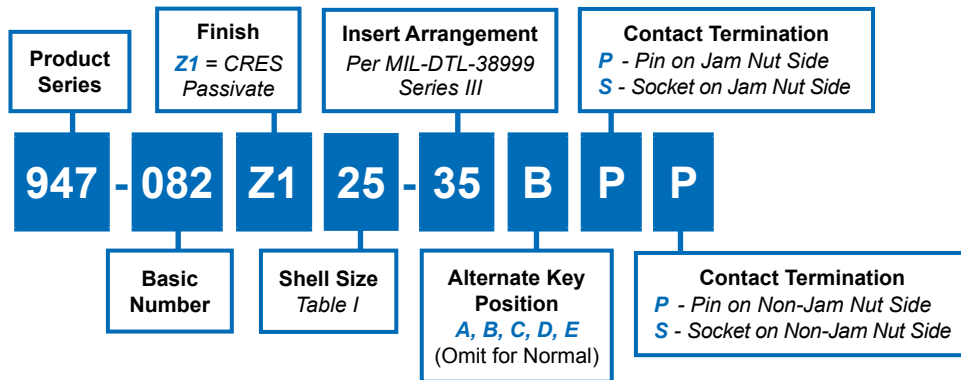 Product
Series
Finish
Z1 = CRES
Passivate
Insert Arrangement
Per MIL-DTL-38999
Series III
Contact Termination
P - Pin on Jam Nut Side
S - Socket on Jam Nut Side
947 - 082 Z1 25 - 35 B P P
Basic
Number
Shell Size
Table I
Alternate Key
Position
A, B, C, D, E
(Omit for Normal)
Contact Termination
P - Pin on Non-Jam Nut Side
S - Socket on Non-Jam Nut Side